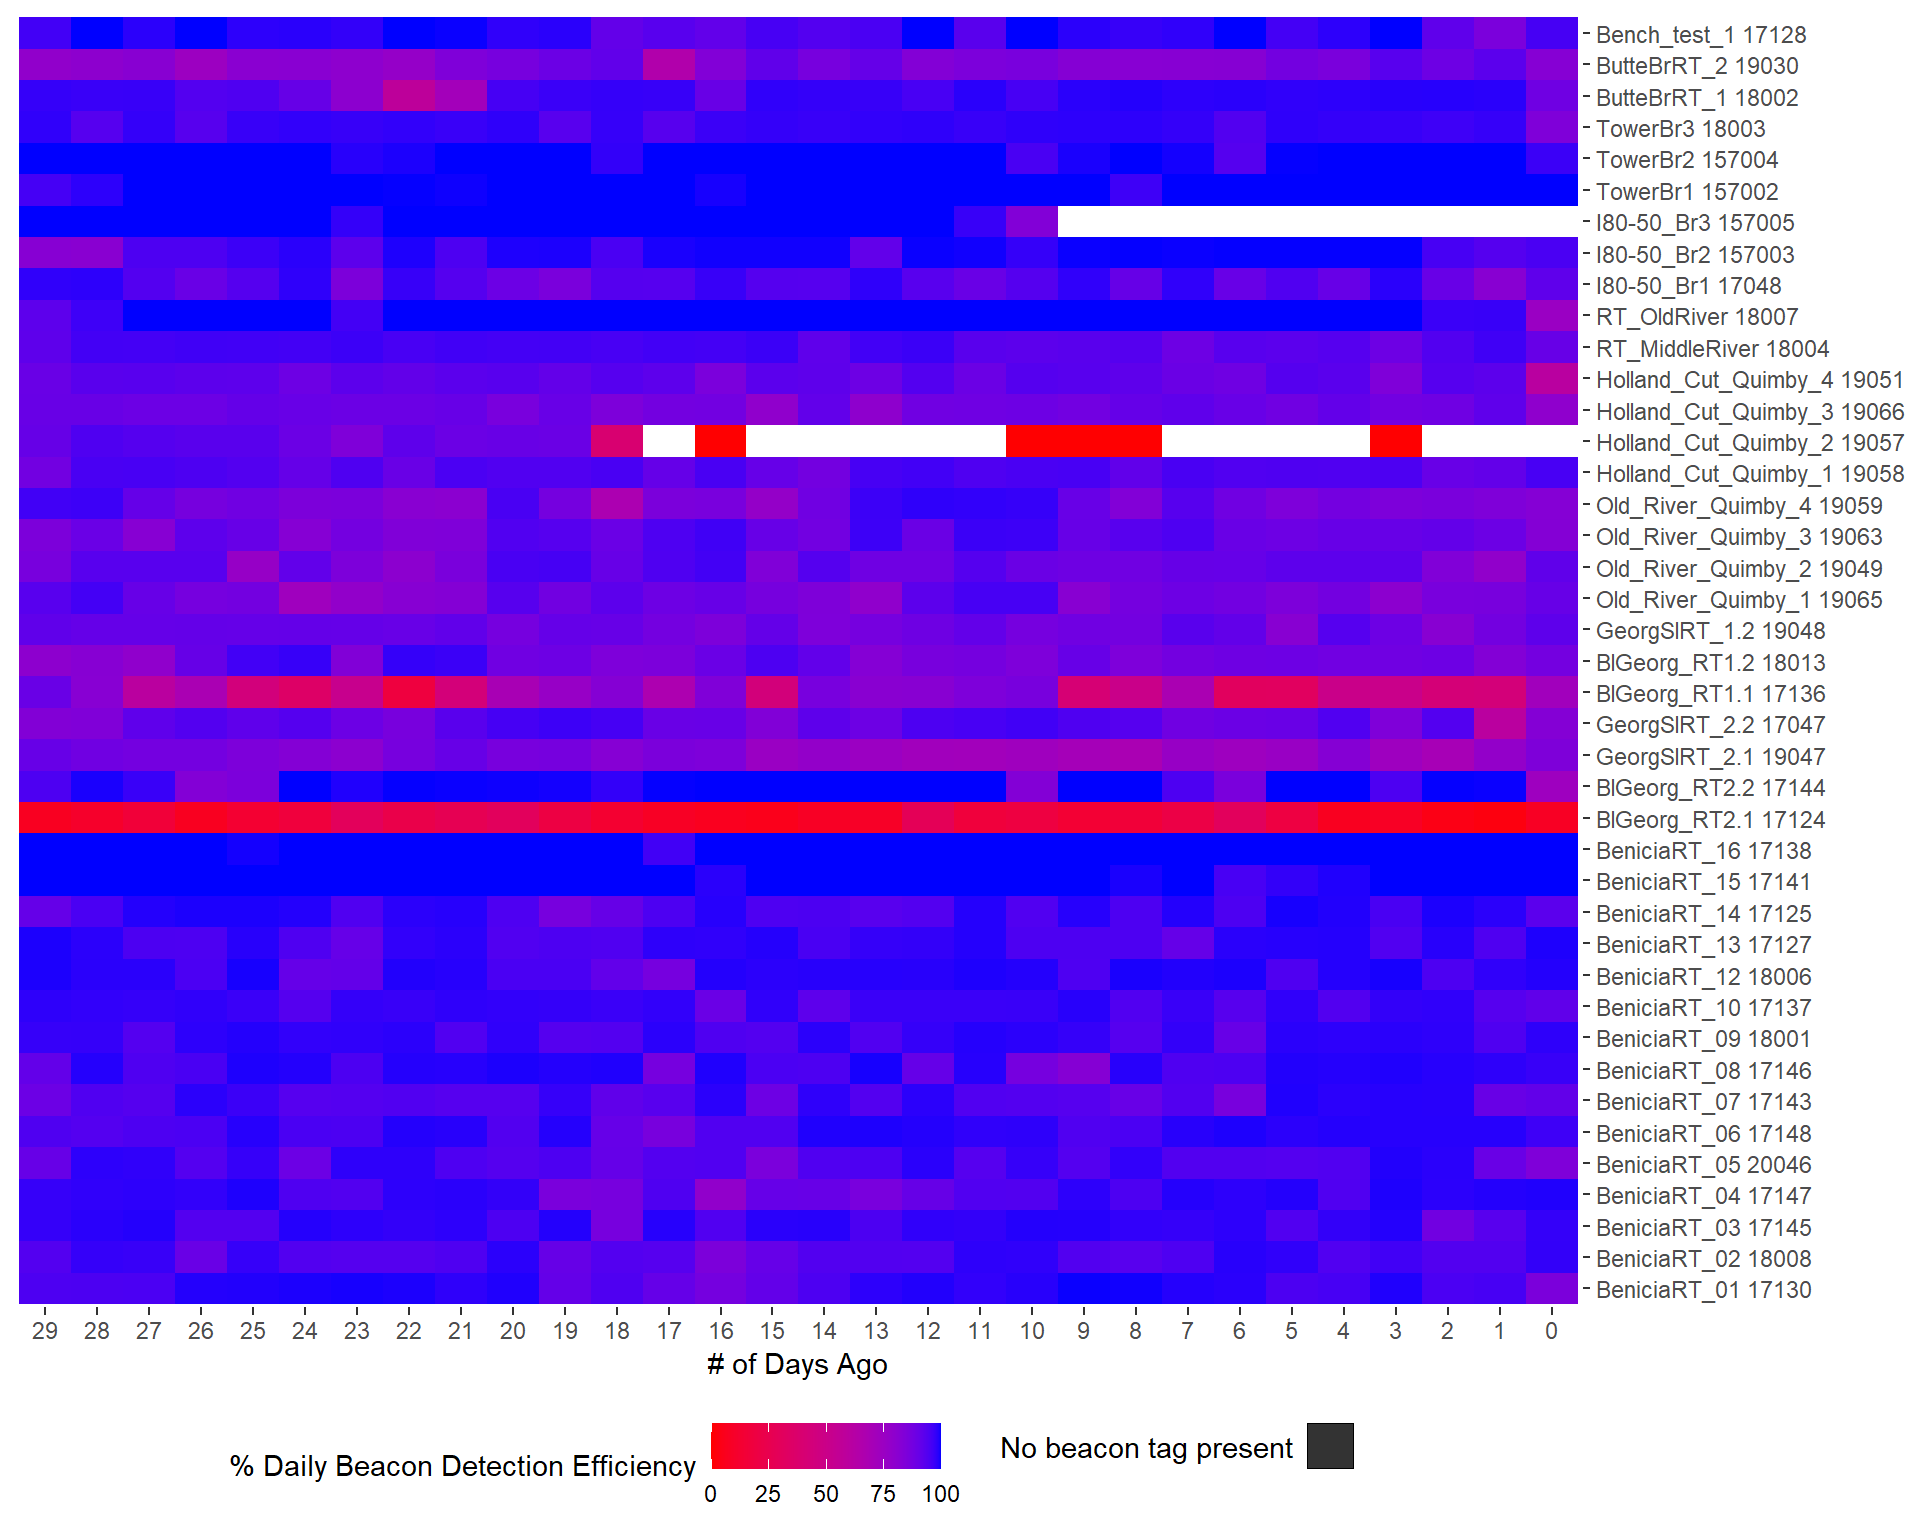 Bench_test_1 17128
ButteBrRT_2 19030
ButteBrRT_1 18002
TowerBr3 18003
TowerBr2 157004
TowerBr1 157002
I80-50_Br3 157005
I80-50_Br2 157003
I80-50_Br1 17048
RT_OldRiver 18007
RT_MiddleRiver 18004
Holland_Cut_Quimby_4 19051
Holland_Cut_Quimby_3 19066
Holland_Cut_Quimby_2 19057
Holland_Cut_Quimby_1 19058
Old_River_Quimby_4 19059
Old_River_Quimby_3 19063
Old_River_Quimby_2 19049
Old_River_Quimby_1 19065
GeorgSlRT_1.2 19048
BlGeorg_RT1.2 18013
BlGeorg_RT1.1 17136
GeorgSlRT_2.2 17047
GeorgSlRT_2.1 19047
BlGeorg_RT2.2 17144
BlGeorg_RT2.1 17124
BeniciaRT_16 17138
BeniciaRT_15 17141
BeniciaRT_14 17125
BeniciaRT_13 17127
BeniciaRT_12 18006
BeniciaRT_10 17137
BeniciaRT_09 18001
BeniciaRT_08 17146
BeniciaRT_07 17143
BeniciaRT_06 17148
BeniciaRT_05 20046
BeniciaRT_04 17147
BeniciaRT_03 17145
BeniciaRT_02 18008
BeniciaRT_01 17130
29 28 27 26 25 24 23 22 21 20 19 18 17 16 15 14 13 12 11 10 9 8 7 6 5 4 3 2 1 0
# of Days Ago
% Daily Beacon Detection Efficiency
0 25 50 75 100
No beacon tag present